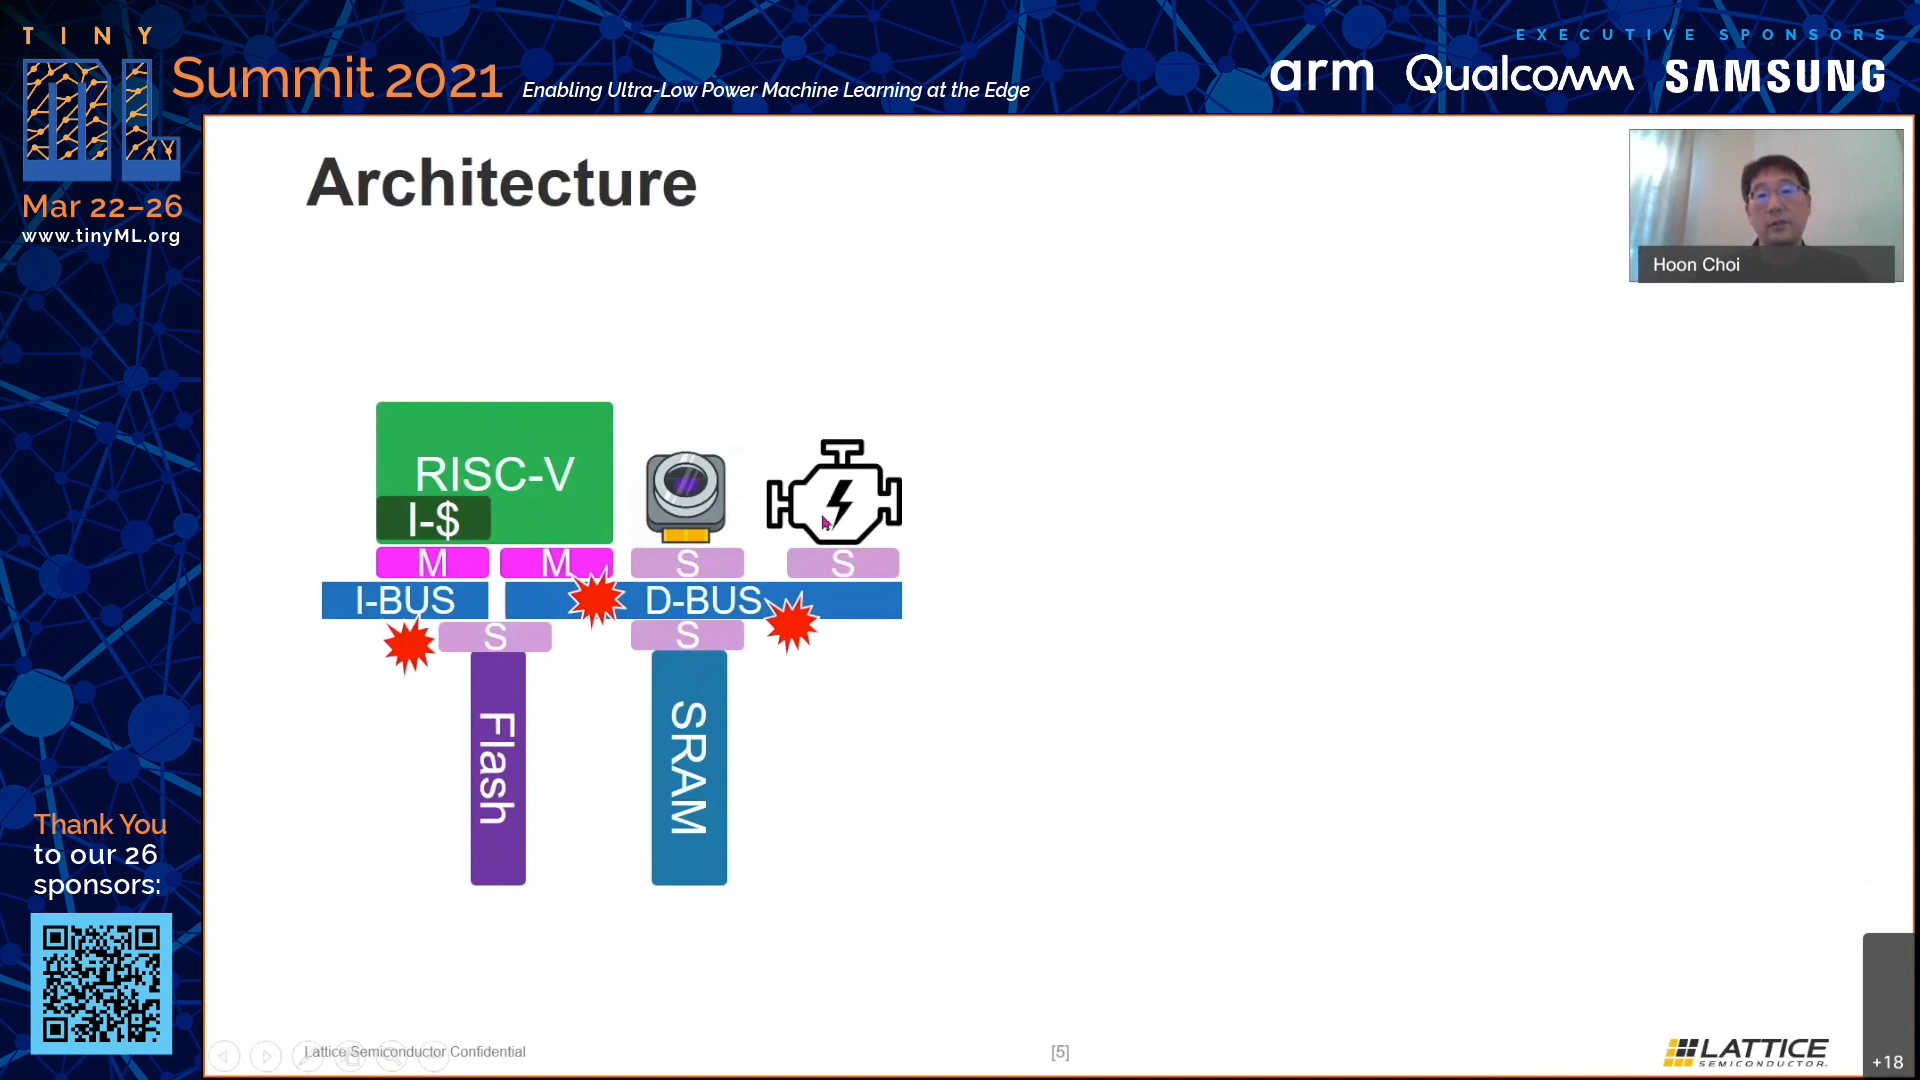 TINY
ML
Summit 2021
Enabling Ultra-Low Power Machine Learning at the Edge
EXECUTIVE SPONSORS
arm Qualcomm SAMSUNG
Mar 22–26
www.tinyML.org
Architecture
Hoon Choi
RISC-V
I-$
M M S S
I-BUS D-BUS
S S
Flash
SRAM
Thank You
to our 26
sponsors:
Lattice Semiconductor Confidential
[5]
LATTICE
SEMICONDUCTOR
+18